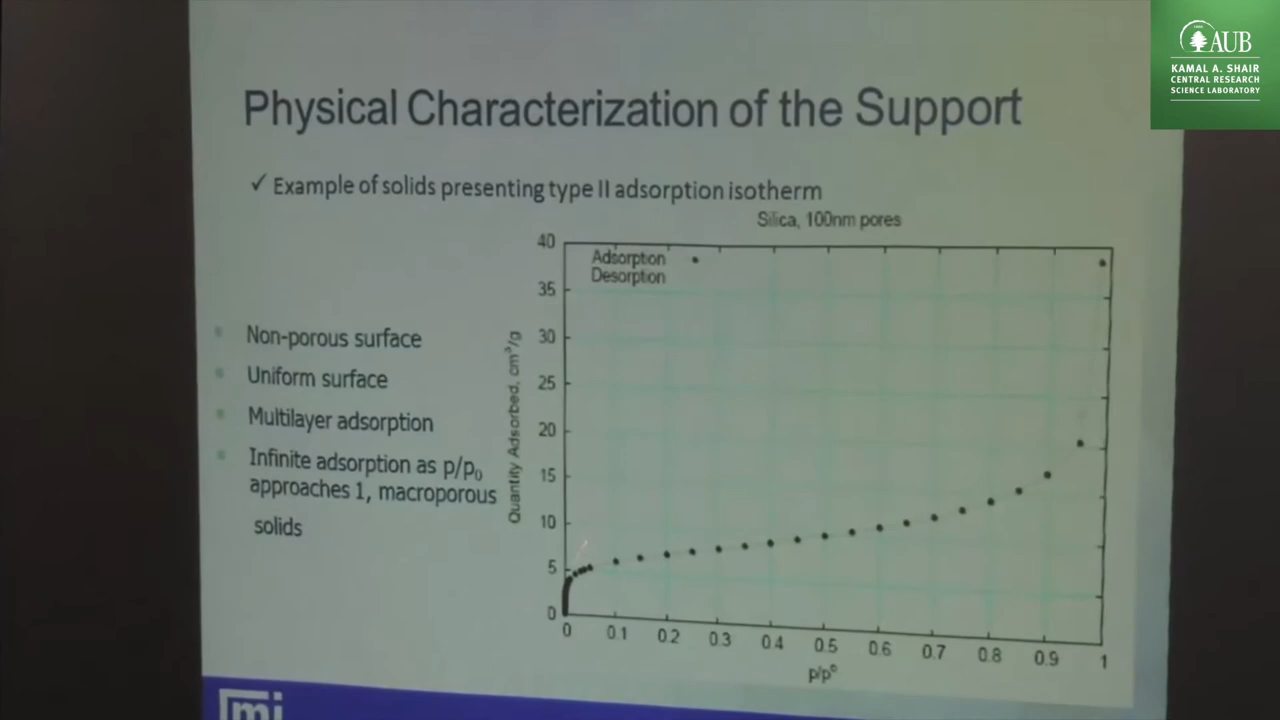 AUB
KAMAL A. SHAIR
CENTRAL RESEARCH
SCIENCE LABORATORY
Physical Characterization of the Support
✓ Example of solids presenting type II adsorption isotherm
Silica, 100nm pores
Adsorption
Desorption
Non-porous surface
Uniform surface
Multilayer adsorption
Infinite adsorption as p/p₀
approaches 1, macroporous
solids
Quantity Adsorbed, cm³/g
40
35
30
25
20
15
10
5
0
0 0.1 0.2 0.3 0.4 0.5 0.6 0.7 0.8 0.9 1
p/p°
mi